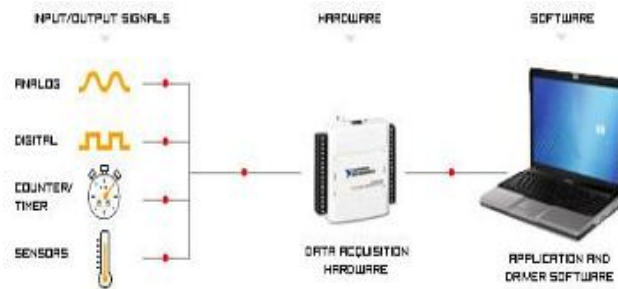 INPUT/OUTPUT SIGNALS
HARDWARE
SOFTWARE
ANALOG
DIGITAL
COUNTER/
TIMER
SENSORS
DATA ACQUISITION
HARDWARE
APPLICATION AND
DRIVER SOFTWARE